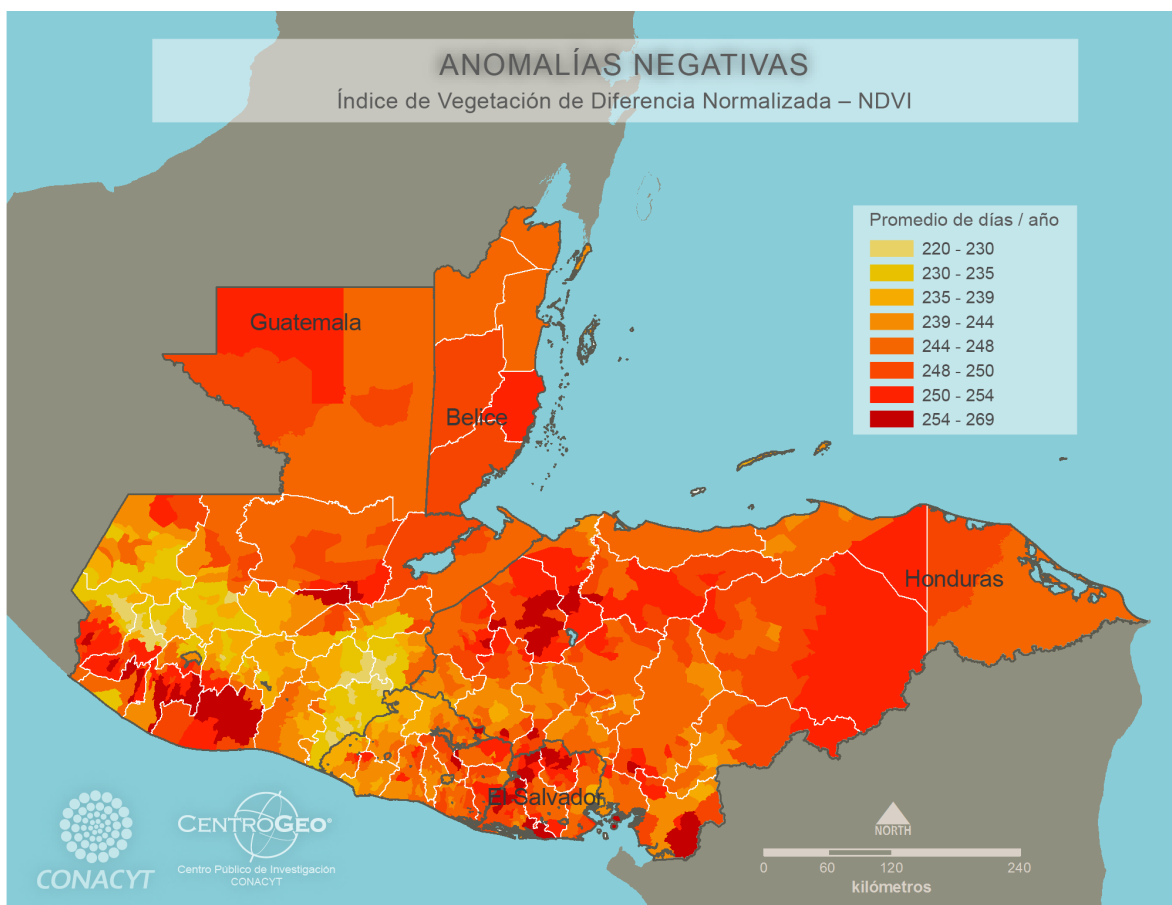 ANOMALÍAS NEGATIVAS
Índice de Vegetación de Diferencia Normalizada – NDVI
Promedio de días / año
220 - 230
230 - 235
235 - 239
239 - 244
244 - 248
248 - 250
250 - 254
254 - 269
Guatemala
Belice
Honduras
El Salvador
CONACYT
CENTROGEO®
Centro Público de Investigación
CONACYT
NORTH
0 60 120 240
kilómetros